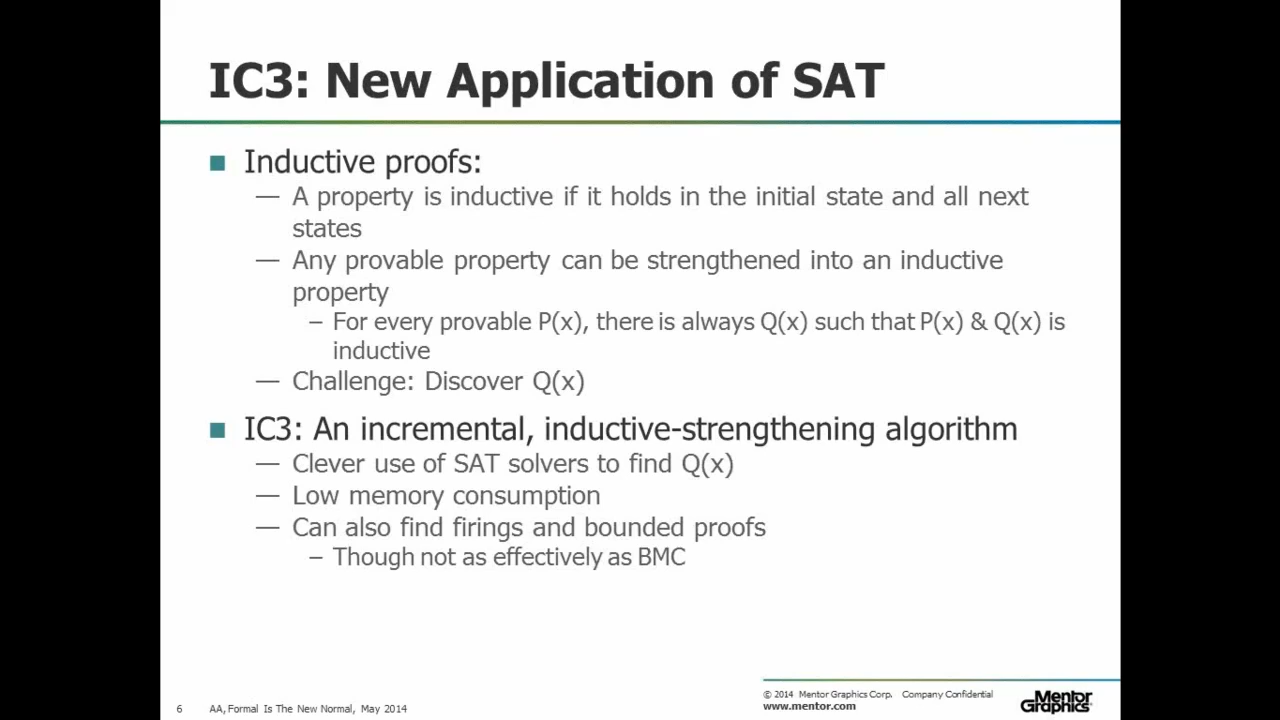 IC3: New Application of SAT
Inductive proofs:
— A property is inductive if it holds in the initial state and all next
states
— Any provable property can be strengthened into an inductive
property
– For every provable P(x), there is always Q(x) such that P(x) & Q(x) is
inductive
— Challenge: Discover Q(x)
IC3: An incremental, inductive-strengthening algorithm
— Clever use of SAT solvers to find Q(x)
— Low memory consumption
— Can also find firings and bounded proofs
– Though not as effectively as BMC
6 AA, Formal Is The New Normal, May 2014
© 2014 Mentor Graphics Corp. Company Confidential
www.mentor.com
Mentor
Graphics